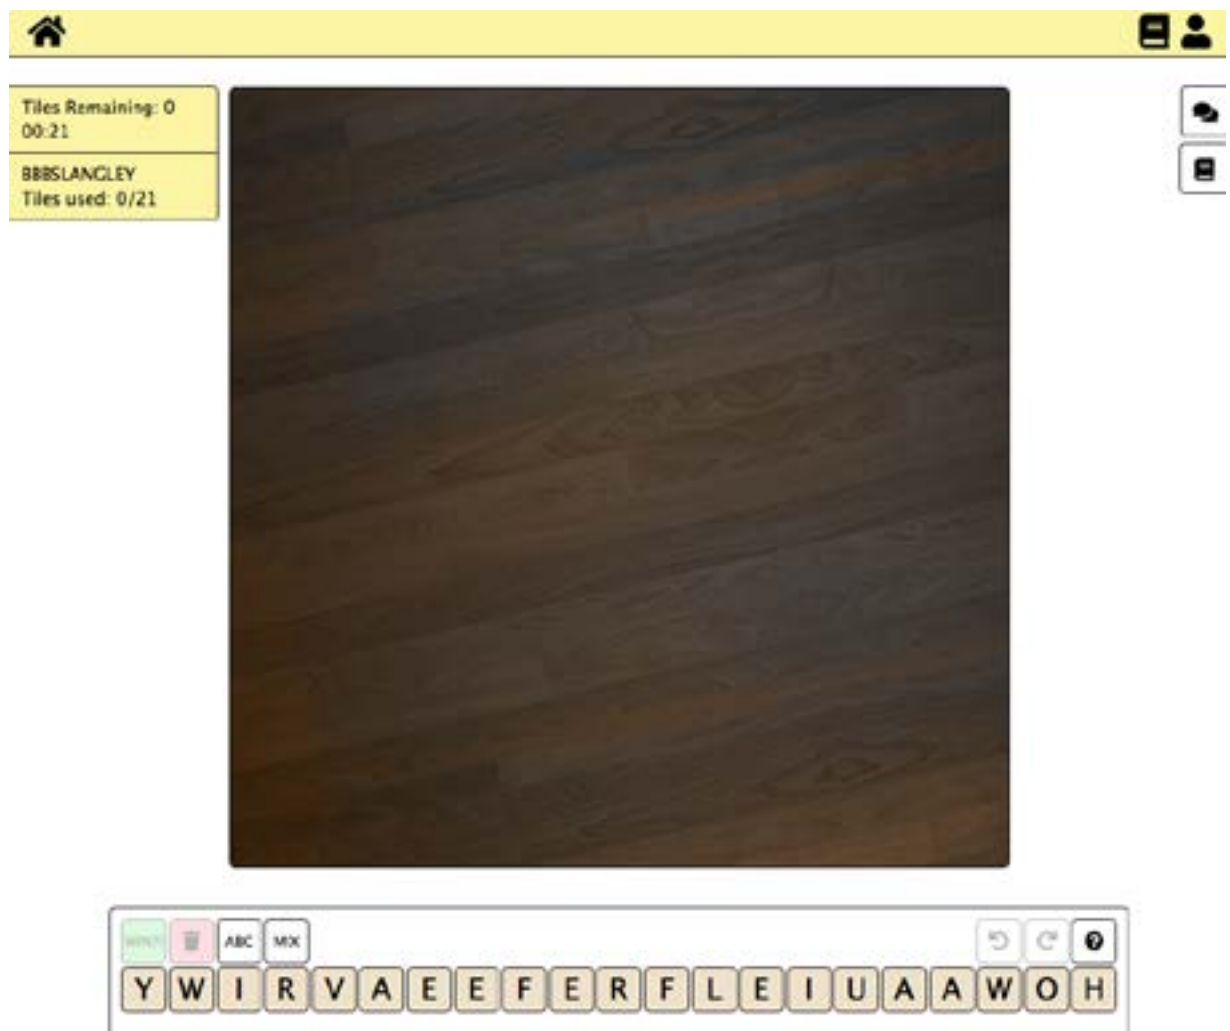 Tiles Remaining: 0
00:21
BBBSLANGLEY
Tiles used: 0/21
ABC MIX
Y W I R V A E E F E R F L E I U A A W O H